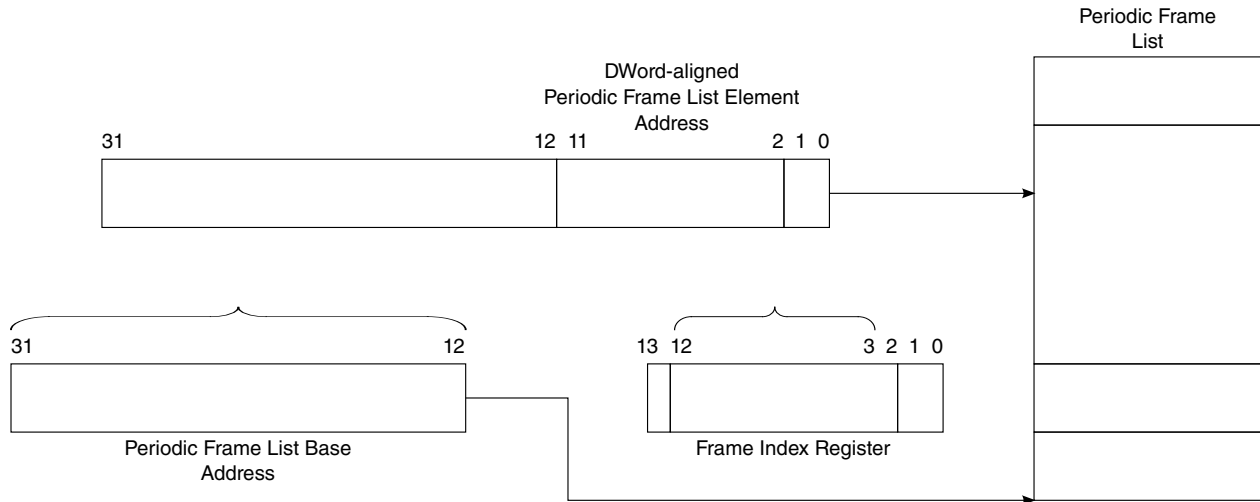 Periodic Frame
List
DWord-aligned
Periodic Frame List Element
Address
31 12 11 2 1 0
31 12
13 12 3 2 1 0
Periodic Frame List Base
Address
Frame Index Register